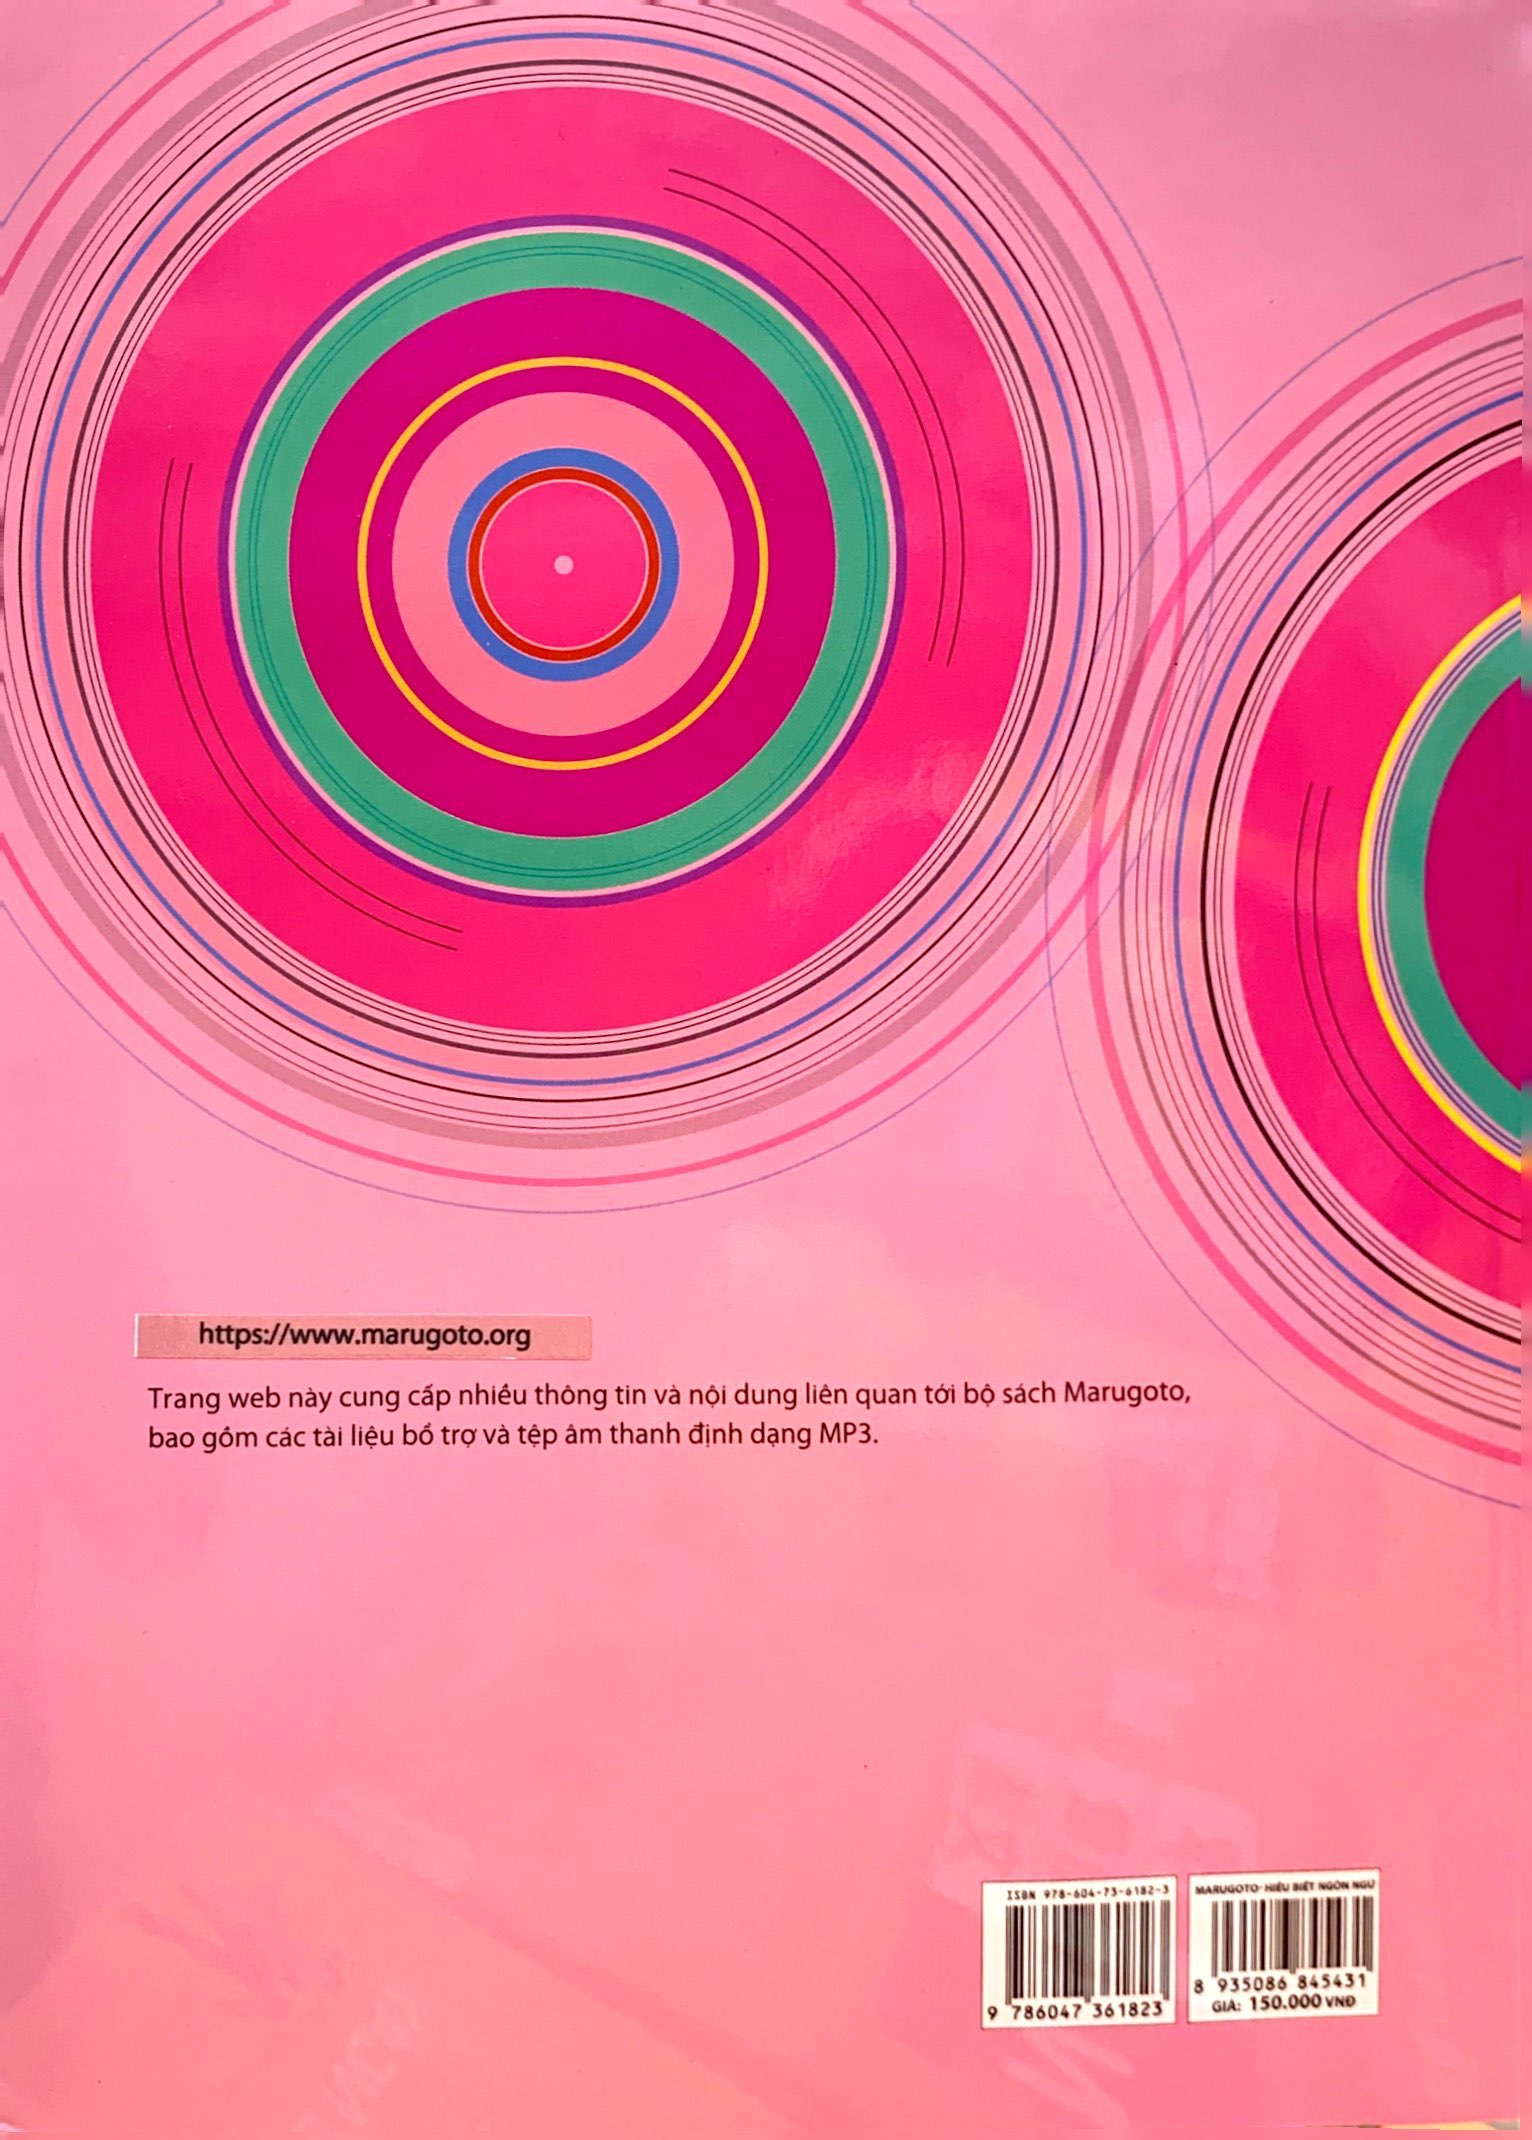 https://www.marugoto.org
Trang web này cung cấp nhiều thông tin và nội dung liên quan tới bộ sách Marugoto,
bao gồm các tài liệu bổ trợ và tệp âm thanh định dạng MP3.
ISBN 978-604-73-6182-3
9 786047 361823
MARUGOTO- HIỂU BIẾT NGÔN NGỮ
8 935086 845431
GIÁ: 150.000 VNĐ